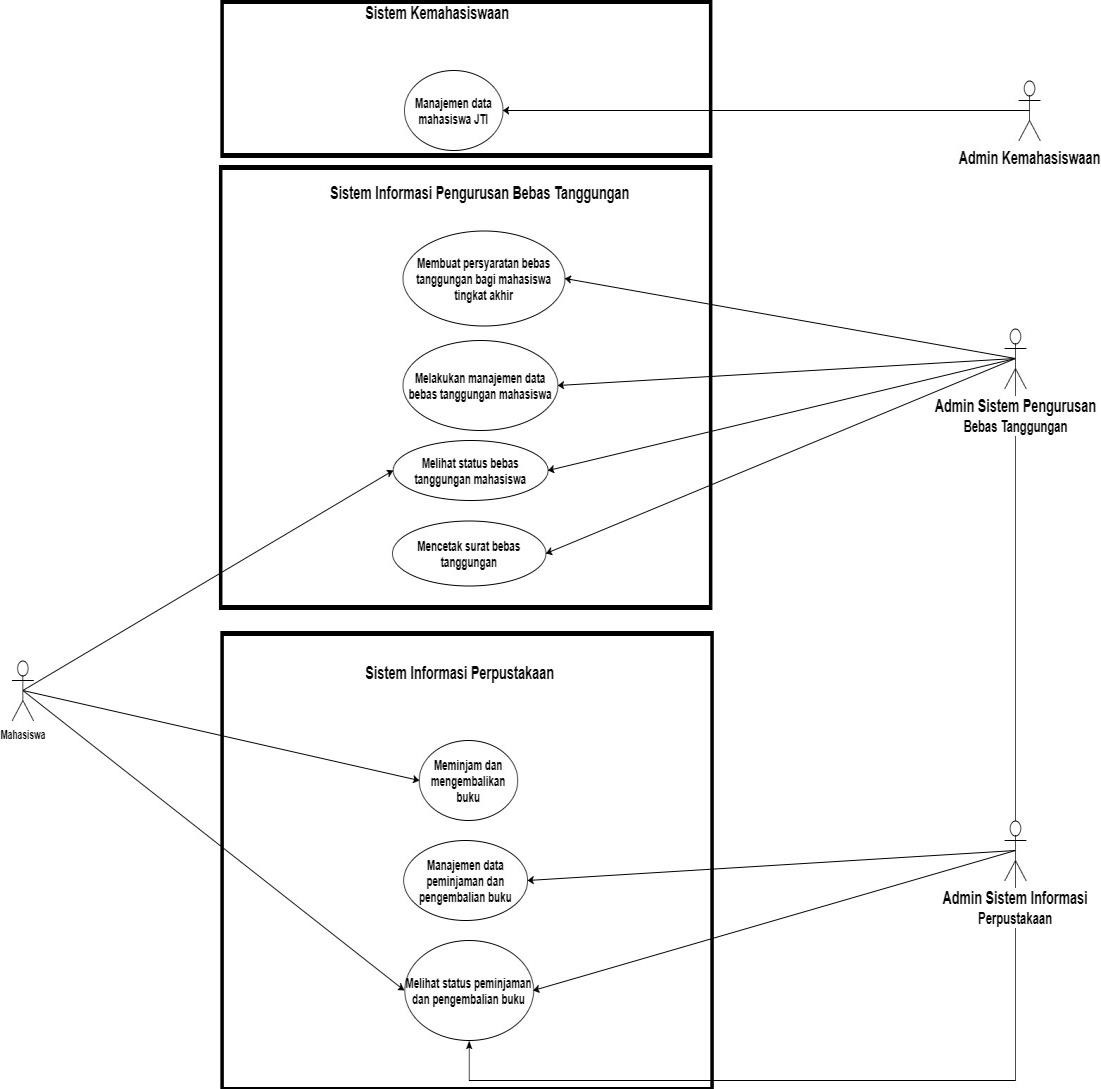 Sistem Kemahasiswaan
Manajemen data
mahasiswa JTI
Admin Kemahasiswaan
Sistem Informasi Pengurusan Bebas Tanggungan
Membuat persyaratan bebas
tanggungan bagi mahasiswa
tingkat akhir
Melakukan manajemen data
bebas tanggungan mahasiswa
Admin Sistem Pengurusan
Bebas Tanggungan
Melihat status bebas
tanggungan mahasiswa
Mencetak surat bebas
tanggungan
Sistem Informasi Perpustakaan
Mahasiswa
Meminjam dan
mengembalikan
buku
Manajemen data
peminjaman dan
pengembalian buku
Admin Sistem Informasi
Perpustakaan
Melihat status peminjaman
dan pengembalian buku